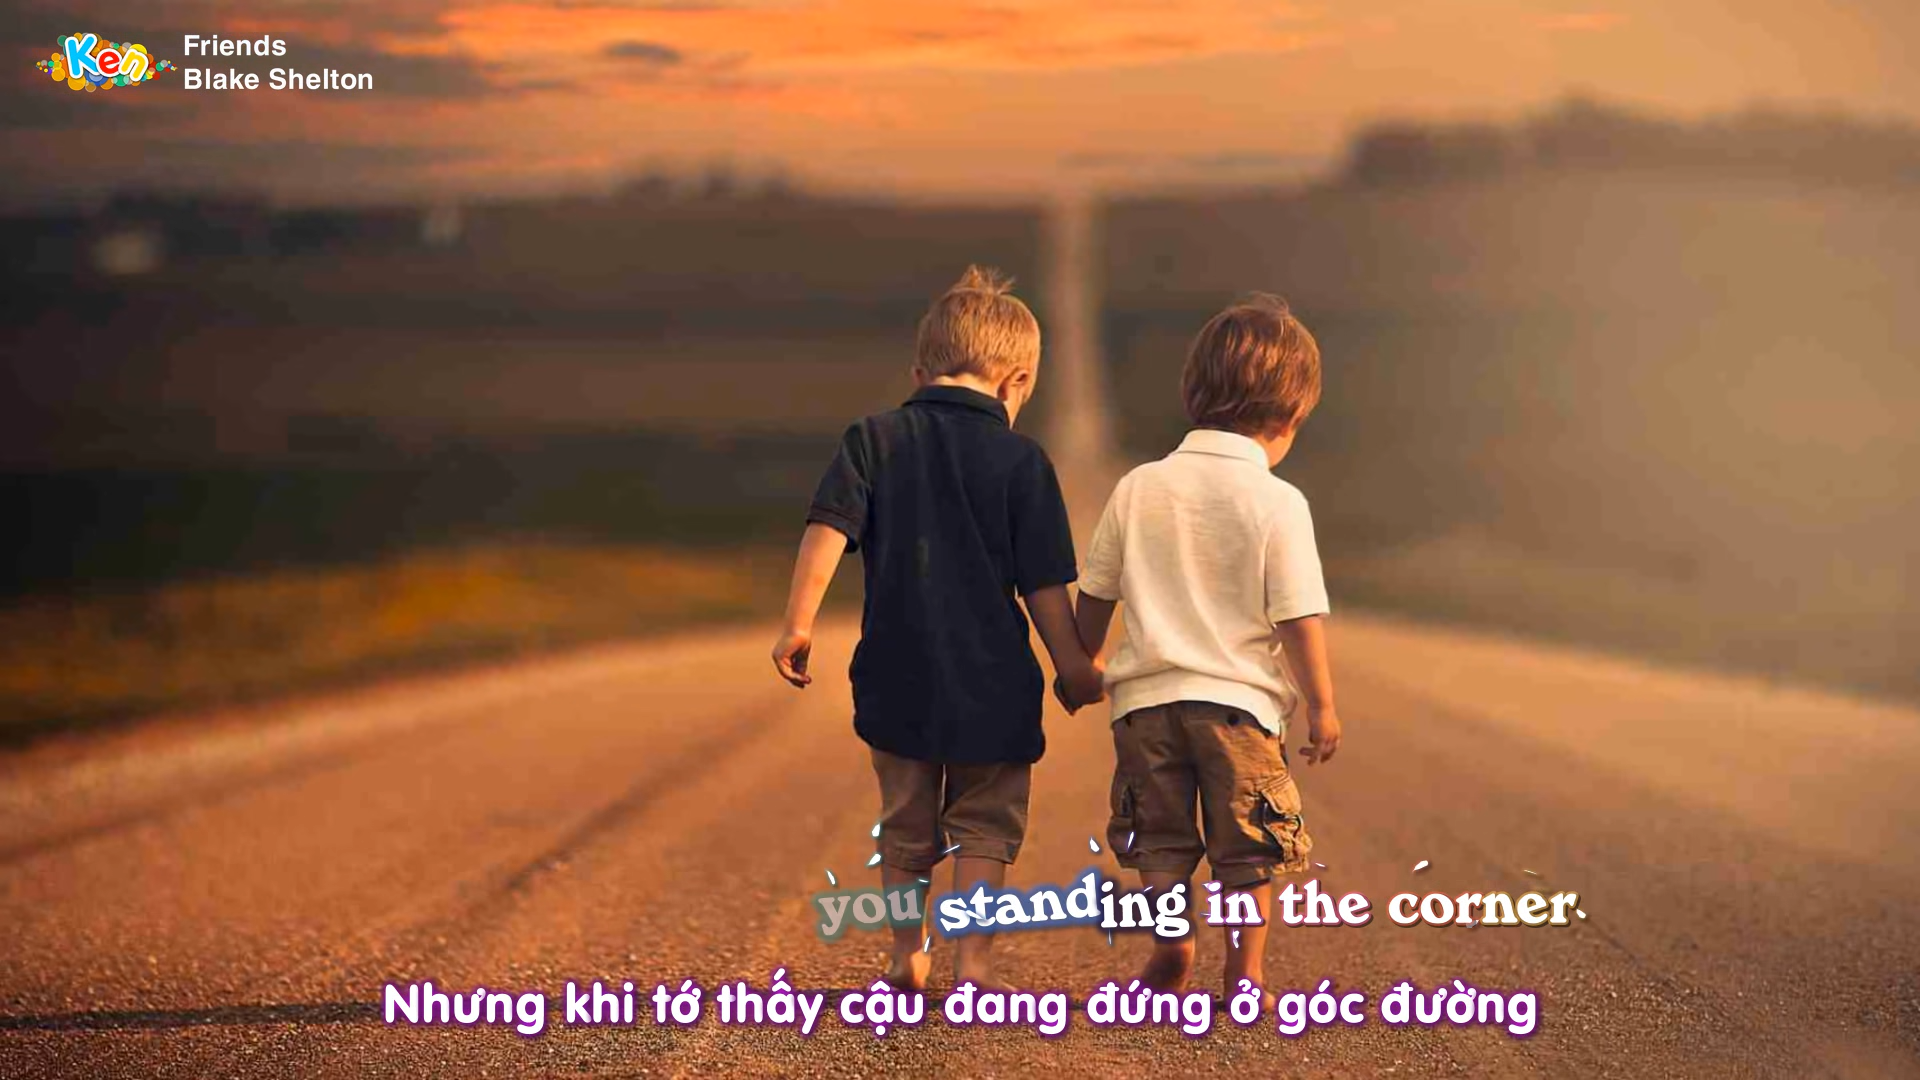 Ken
Friends
Blake Shelton
you standing in the corner
Nhưng khi tớ thấy cậu đang đứng ở góc đường